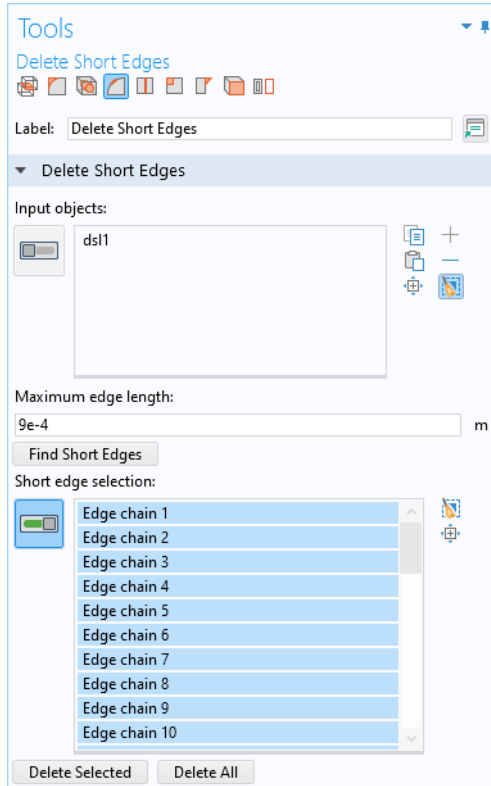 Tools
Delete Short Edges
Label: Delete Short Edges
Delete Short Edges
Input objects:
dsl1
Maximum edge length:
9e-4 m
Find Short Edges
Short edge selection:
Edge chain 1
Edge chain 2
Edge chain 3
Edge chain 4
Edge chain 5
Edge chain 6
Edge chain 7
Edge chain 8
Edge chain 9
Edge chain 10
Delete Selected Delete All